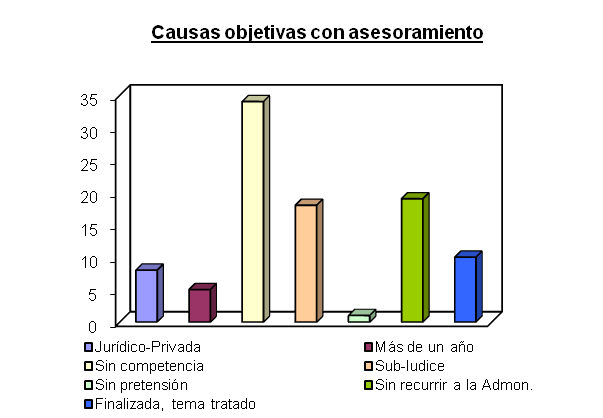 Causas objetivas con asesoramiento
35
30
25
20
15
10
5
0
Jurídico-Privada Más de un año
Sin competencia Sub-Iudice
Sin pretensión Sin recurrir a la Admon.
Finalizada, tema tratado